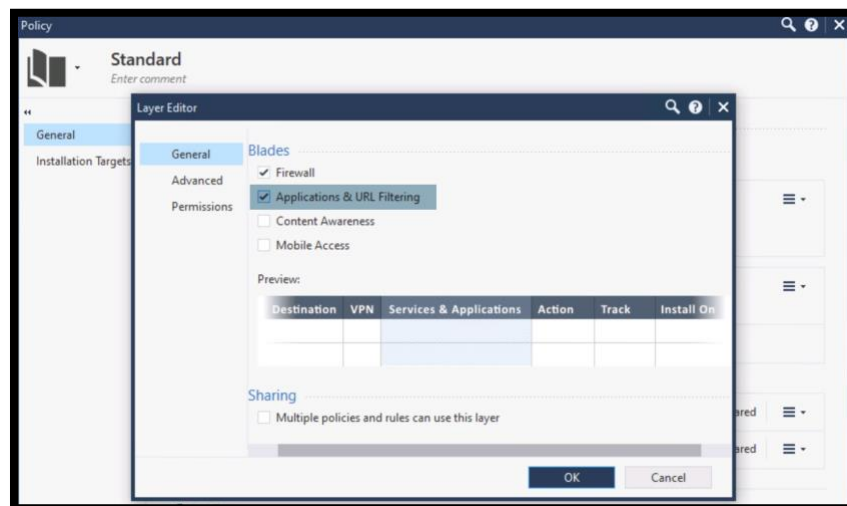 Policy
Standard
Enter comment
General
Installation Targets
Layer Editor
General
Advanced
Permissions
Blades
Firewall
Applications & URL Filtering
Content Awareness
Mobile Access
Preview:
Destination VPN Services & Applications Action Track Install On
Sharing
Multiple policies and rules can use this layer
ared
ared
OK Cancel